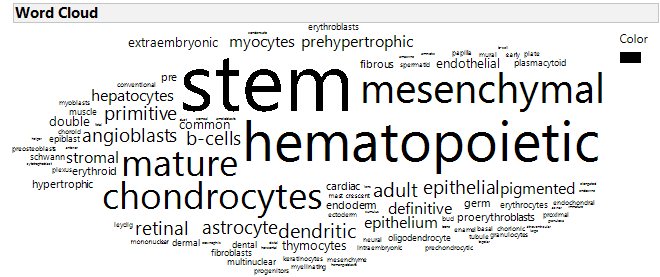 Word Cloud
Color
erythroblasts
extraembryonic myocytes prehypertrophic
fibrous endothelial
papilla mural early plate
spermatid plasmacytoid
pre stem mesenchymal
conventional
hepatocytes
myoblasts
muscle primitive
double common
choroid
epiblast angioblasts b-cells hematopoietic
preosteoblasts
schwann stromal mature
plexus erythroid
hypertrophic chondrocytes
cardiac adult epithelial pigmented
mast crescent
endoderm definitive germ erythrocytes endochondral
ectoderm
leydig retinal astrocyte dendritic epithelium bud proerythroblasts proximal
enamel basal chorionic
mononuclear dermal dental thymocytes neural oligodendrocyte tubule granulocytes
fibroblasts intraembryonic prechondrocytic
multinuclear keratinocytes mesenchyme
progenitors myelinating